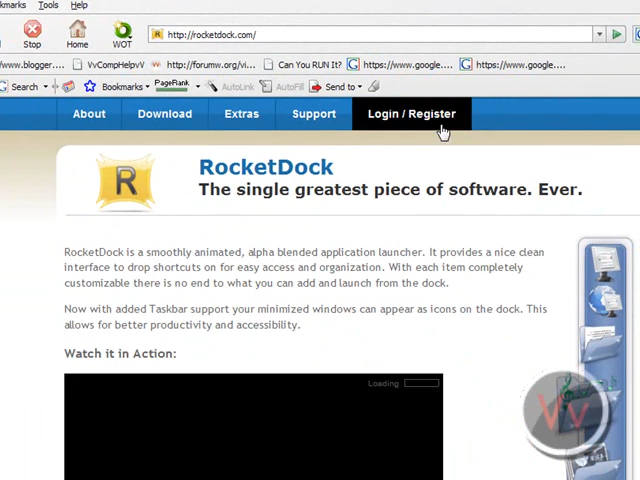 okmarks Tools Help
Stop Home WOT http://rocketdock.com/
www.blogger... VvCompHelpvV http://forumw.org/vi... Can You RUN It? https://www.google.... https://www.google....
Search Bookmarks PageRank AutoLink AutoFill Send to
About Download Extras Support Login / Register
R
RocketDock
The single greatest piece of software. Ever.
RocketDock is a smoothly animated, alpha blended application launcher. It provides a nice clean
interface to drop shortcuts on for easy access and organization. With each item completely
customizable there is no end to what you can add and launch from the dock.
Now with added Taskbar support your minimized windows can appear as icons on the dock. This
allows for better productivity and accessibility.
Watch it in Action:
Loading
Vv